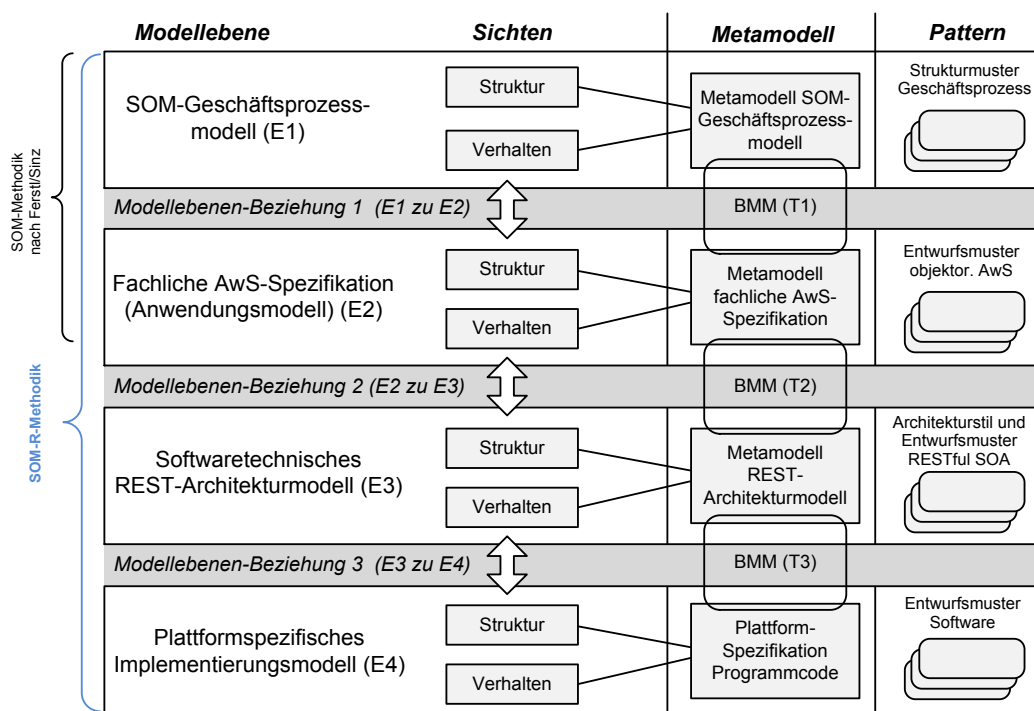 Modellebene
Sichten
Metamodell
Pattern
SOM-Methodik
nach Ferstl/Sinz
SOM-R-Methodik
SOM-Geschäftsprozess-
modell (E1)
Struktur
Verhalten
Metamodell SOM-
Geschäftsprozess-
modell
Strukturmuster
Geschäftsprozess
Modellebenen-Beziehung 1 (E1 zu E2)
BMM (T1)
Fachliche AwS-Spezifikation
(Anwendungsmodell) (E2)
Struktur
Verhalten
Metamodell
fachliche AwS-
Spezifikation
Entwurfsmuster
objektor. AwS
Modellebenen-Beziehung 2 (E2 zu E3)
BMM (T2)
Softwaretechnisches
REST-Architekturmodell (E3)
Struktur
Verhalten
Metamodell
REST-
Architekturmodell
Architekturstil und
Entwurfsmuster
RESTful SOA
Modellebenen-Beziehung 3 (E3 zu E4)
BMM (T3)
Plattformspezifisches
Implementierungsmodell (E4)
Struktur
Verhalten
Plattform-
Spezifikation
Programmcode
Entwurfsmuster
Software